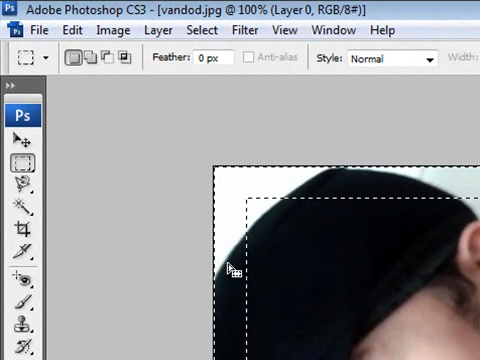 Ps Adobe Photoshop CS3 - [vandod.jpg @ 100% (Layer 0, RGB/8#)]
File Edit Image Layer Select Filter View Window Help
Feather: 0 px Anti-alias Style: Normal Width:
Ps